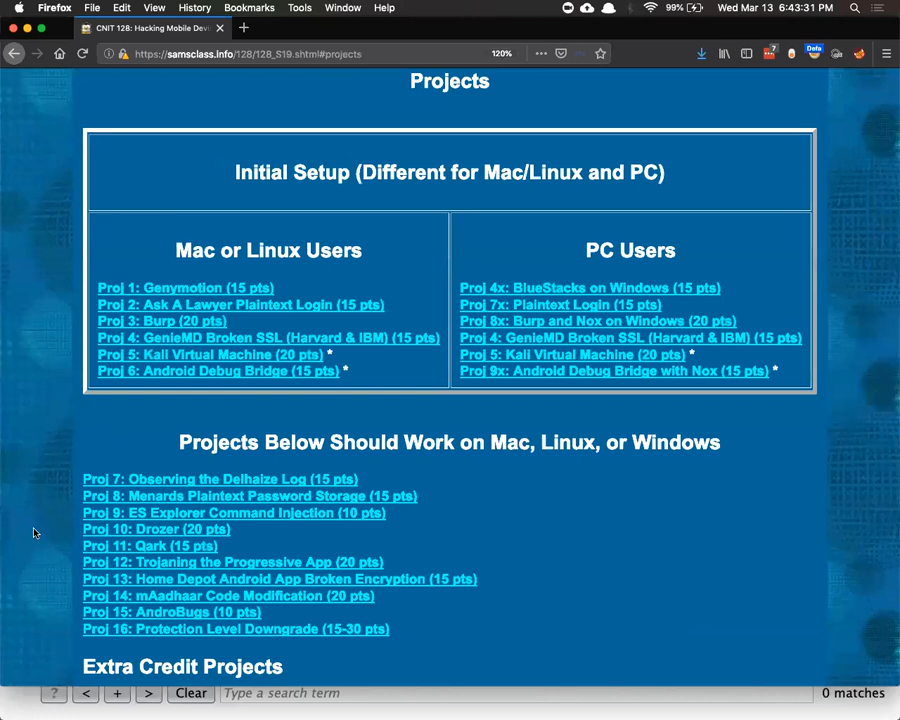 Firefox File Edit View History Bookmarks Tools Window Help 99% Wed Mar 13 6:43:31 PM
CNIT 128: Hacking Mobile Devi
https://samsclass.info/128/128_S19.shtml#projects 120% 7 Defa
Projects
Initial Setup (Different for Mac/Linux and PC)
Mac or Linux Users
Proj 1: Genymotion (15 pts)
Proj 2: Ask A Lawyer Plaintext Login (15 pts)
Proj 3: Burp (20 pts)
Proj 4: GenieMD Broken SSL (Harvard & IBM) (15 pts)
Proj 5: Kali Virtual Machine (20 pts) *
Proj 6: Android Debug Bridge (15 pts) *
PC Users
Proj 4x: BlueStacks on Windows (15 pts)
Proj 7x: Plaintext Login (15 pts)
Proj 8x: Burp and Nox on Windows (20 pts)
Proj 4: GenieMD Broken SSL (Harvard & IBM) (15 pts)
Proj 5: Kali Virtual Machine (20 pts) *
Proj 9x: Android Debug Bridge with Nox (15 pts) *
Projects Below Should Work on Mac, Linux, or Windows
Proj 7: Observing the Delhaize Log (15 pts)
Proj 8: Menards Plaintext Password Storage (15 pts)
Proj 9: ES Explorer Command Injection (10 pts)
Proj 10: Drozer (20 pts)
Proj 11: Qark (15 pts)
Proj 12: Trojaning the Progressive App (20 pts)
Proj 13: Home Depot Android App Broken Encryption (15 pts)
Proj 14: mAadhaar Code Modification (20 pts)
Proj 15: AndroBugs (10 pts)
Proj 16: Protection Level Downgrade (15-30 pts)
Extra Credit Projects
? < + > Clear Type a search term 0 matches